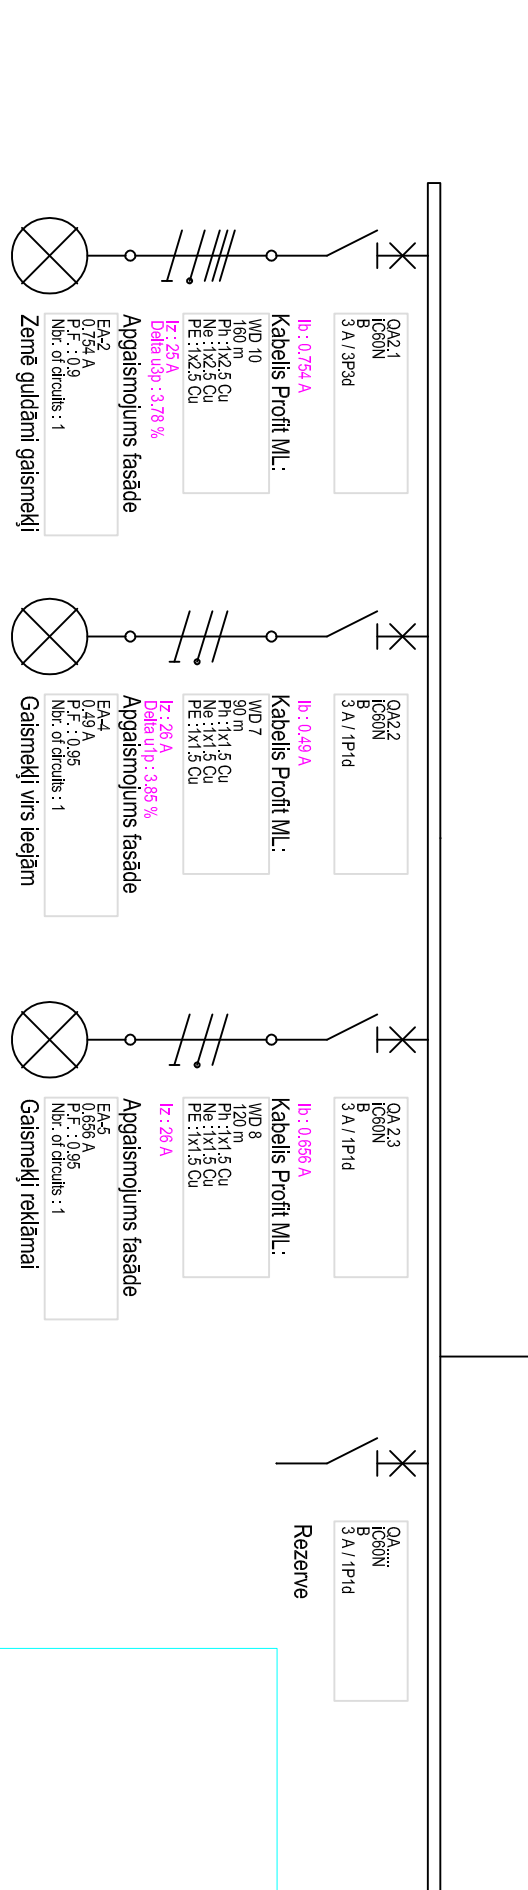 QA2.1
iC60N
B
3 A / 3P3d
Ib : 0.754 A
Kabelis Profit ML:
WD 10
160 m
Ph :1x2.5 Cu
Ne :1x2.5 Cu
PE :1x2.5 Cu
Iz : 25 A
Delta u3p : 3.78 %
Apgaismojums fasāde
EA-2
0.754 A
P.F. : 0.9
Nbr. of circuits : 1
Zemē guldāmi gaismekļi
QA2.2
iC60N
B
3 A / 1P1d
Ib : 0.49 A
Kabelis Profit ML:
WD 7
90 m
Ph :1x1.5 Cu
Ne :1x1.5 Cu
PE :1x1.5 Cu
Iz : 26 A
Delta u1p : 3.85 %
Apgaismojums fasāde
EA-4
0.49 A
P.F. : 0.95
Nbr. of circuits : 1
Gaismekļi virs ieejām
QA 2.3
iC60N
B
3 A / 1P1d
Ib : 0.656 A
Kabelis Profit ML:
WD 8
120 m
Ph :1x1.5 Cu
Ne :1x1.5 Cu
PE :1x1.5 Cu
Iz : 26 A
Apgaismojums fasāde
EA-5
0.656 A
P.F. : 0.95
Nbr. of circuits : 1
Gaismekļi reklāmai
QA.....
iC60N
B
3 A / 1P1d
Rezerve